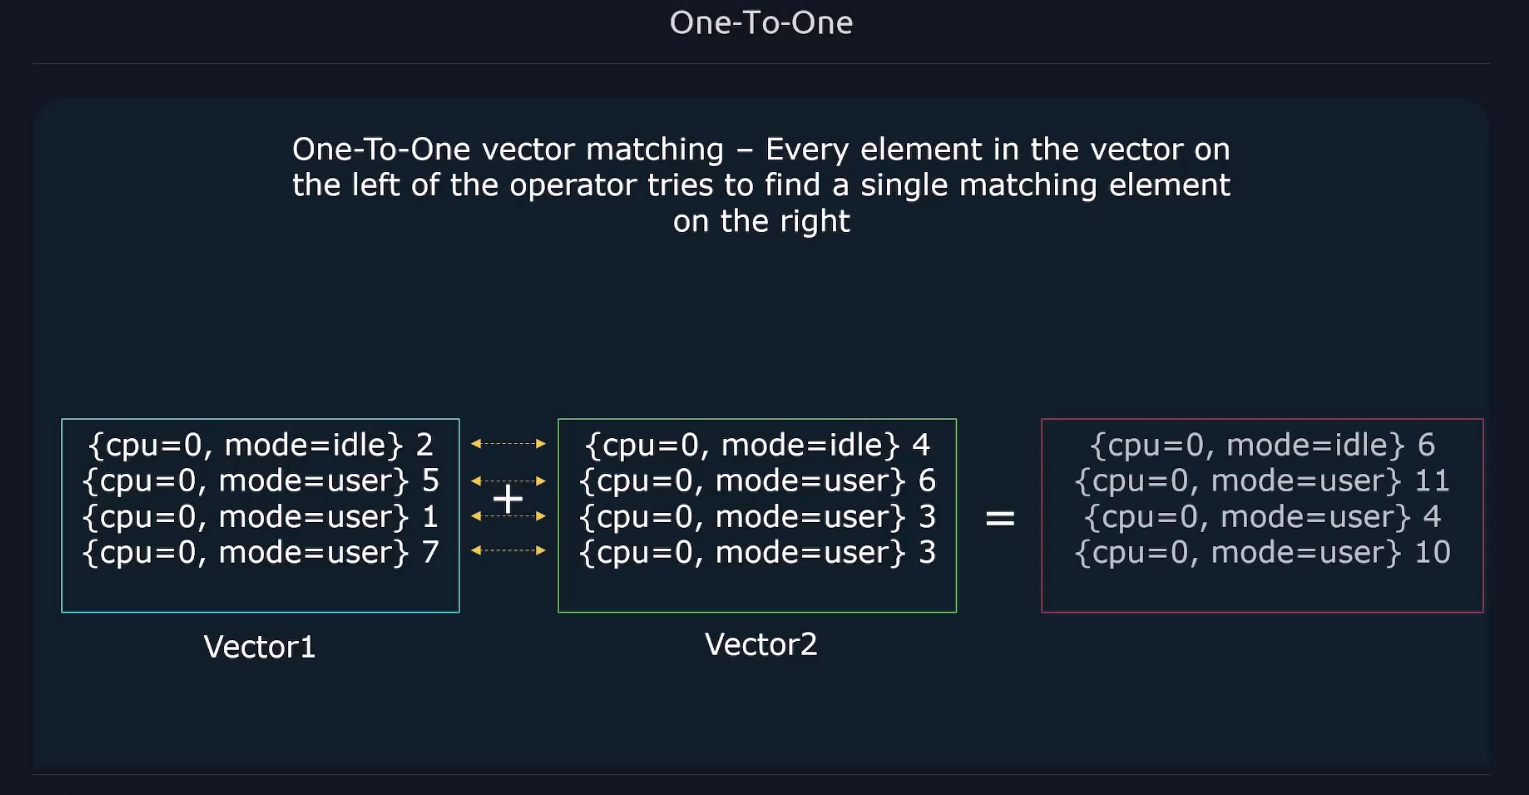 One-To-One
One-To-One vector matching – Every element in the vector on
the left of the operator tries to find a single matching element
on the right
{cpu=0, mode=idle} 2
{cpu=0, mode=user} 5
{cpu=0, mode=user} 1
{cpu=0, mode=user} 7
Vector1
+
{cpu=0, mode=idle} 4
{cpu=0, mode=user} 6
{cpu=0, mode=user} 3
{cpu=0, mode=user} 3
Vector2
=
{cpu=0, mode=idle} 6
{cpu=0, mode=user} 11
{cpu=0, mode=user} 4
{cpu=0, mode=user} 10